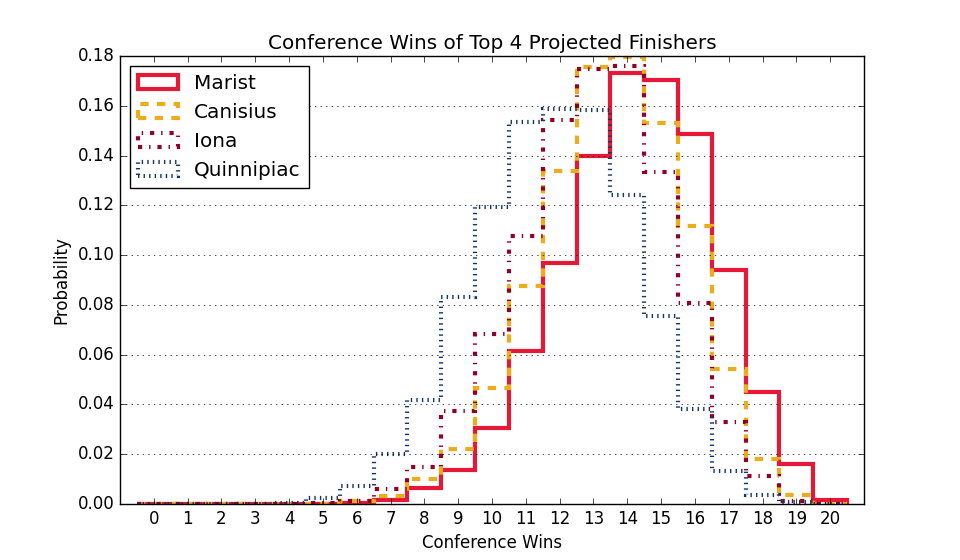 Conference Wins of Top 4 Projected Finishers
0.18
0.16
0.14
0.12
0.10
0.08
0.06
0.04
0.02
0.00
Probability
Marist
Canisius
Iona
Quinnipiac
0 1 2 3 4 5 6 7 8 9 10 11 12 13 14 15 16 17 18 19 20
Conference Wins